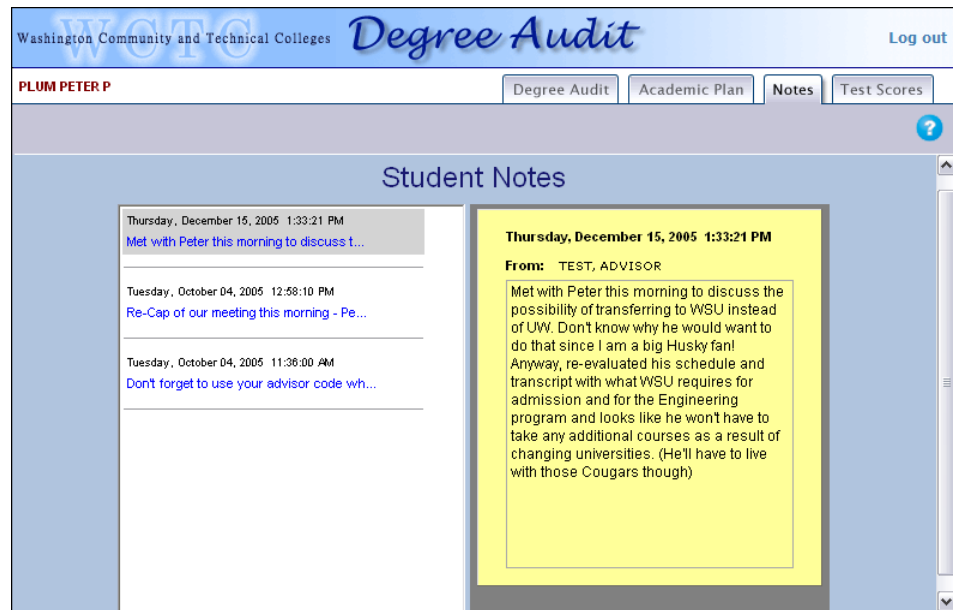 WCTC
Washington Community and Technical Colleges Degree Audit Log out
PLUM PETER P
Degree Audit Academic Plan Notes Test Scores
?
Student Notes
Thursday, December 15, 2005 1:33:21 PM
Met with Peter this morning to discuss t...
Tuesday, October 04, 2005 12:58:10 PM
Re-Cap of our meeting this morning - Pe...
Tuesday, October 04, 2005 11:36:00 AM
Don't forget to use your advisor code wh...
Thursday, December 15, 2005 1:33:21 PM
From: TEST, ADVISOR
Met with Peter this morning to discuss the
possibility of transferring to WSU instead
of UW. Don't know why he would want to
do that since I am a big Husky fan!
Anyway, re-evaluated his schedule and
transcript with what WSU requires for
admission and for the Engineering
program and looks like he won't have to
take any additional courses as a result of
changing universities. (He'll have to live
with those Cougars though)